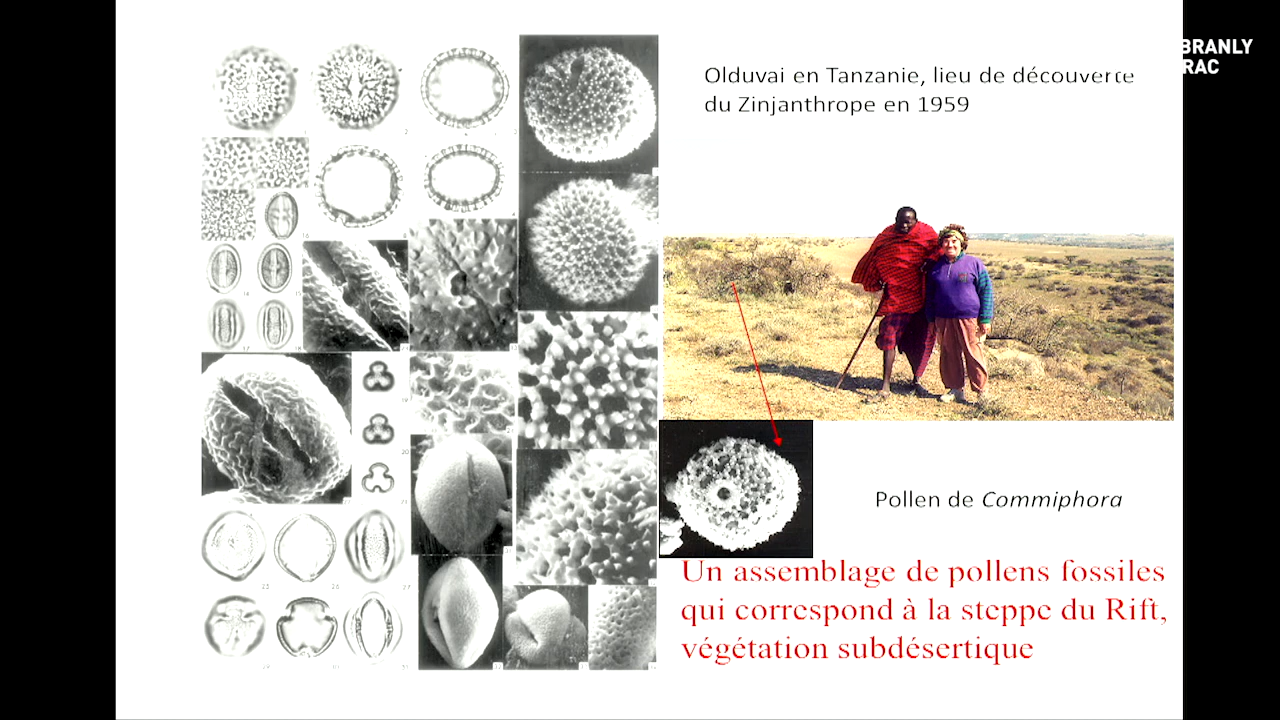 BRANLY
RAC
Olduvai en Tanzanie, lieu de découverte
du Zinjanthrope en 1959
Pollen de Commiphora
Un assemblage de pollens fossiles
qui correspond à la steppe du Rift,
végétation subdésertique